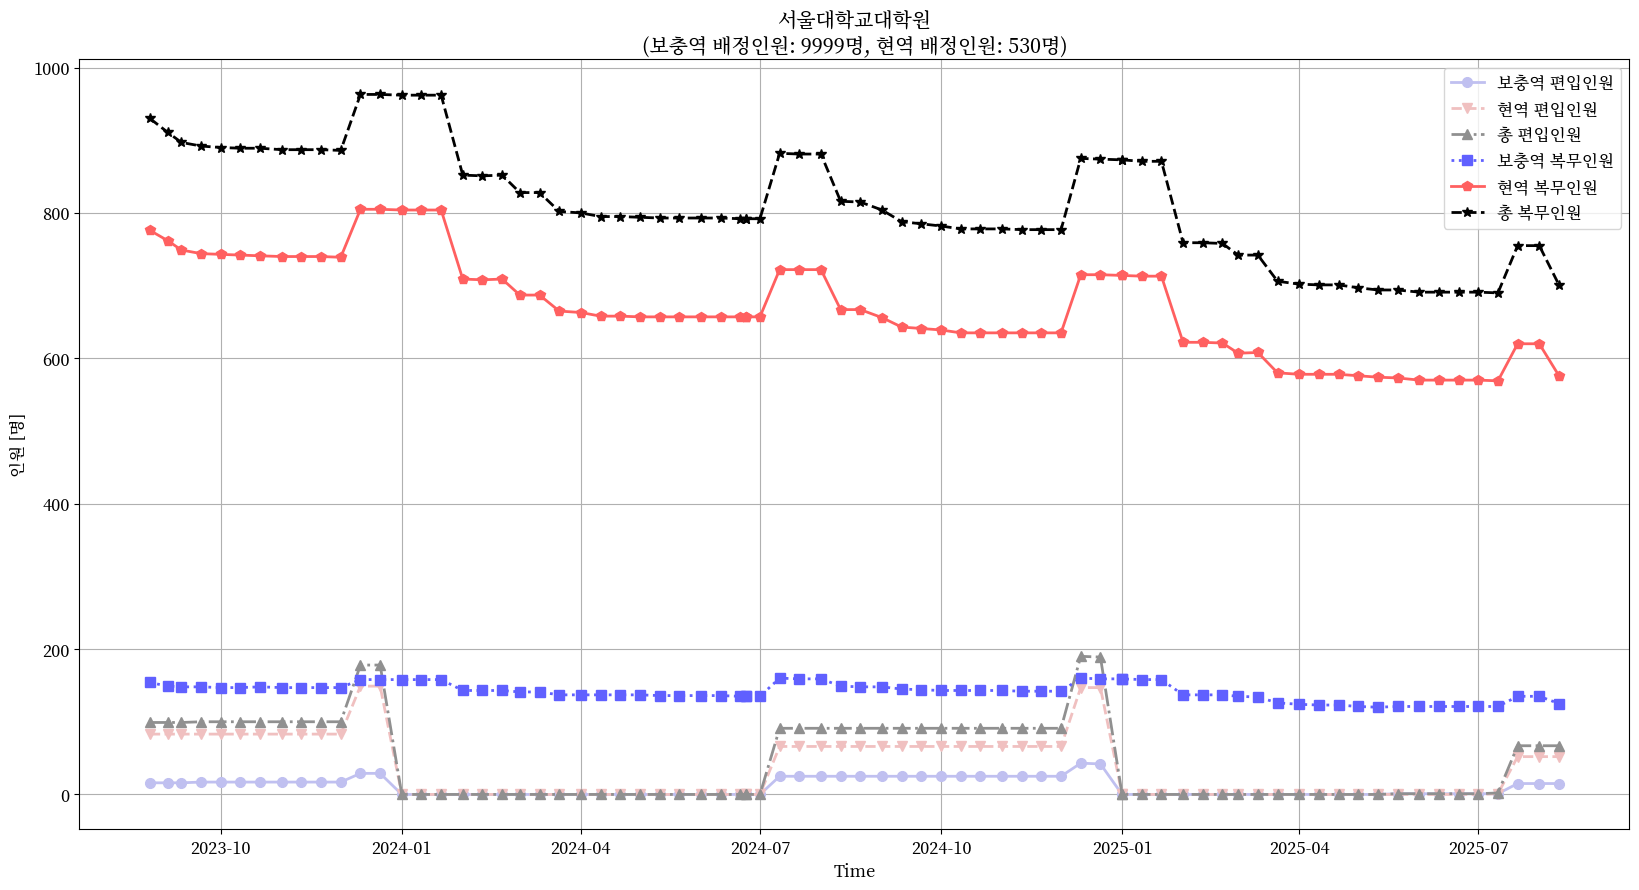 서울대학교대학원
(보충역 배정인원: 9999명, 현역 배정인원: 530명)
1000
800
600
400
200
0
인원 [명]
보충역 편입인원
현역 편입인원
총 편입인원
보충역 복무인원
현역 복무인원
총 복무인원
2023-10
2024-01
2024-04
2024-07
2024-10
2025-01
2025-04
2025-07
Time